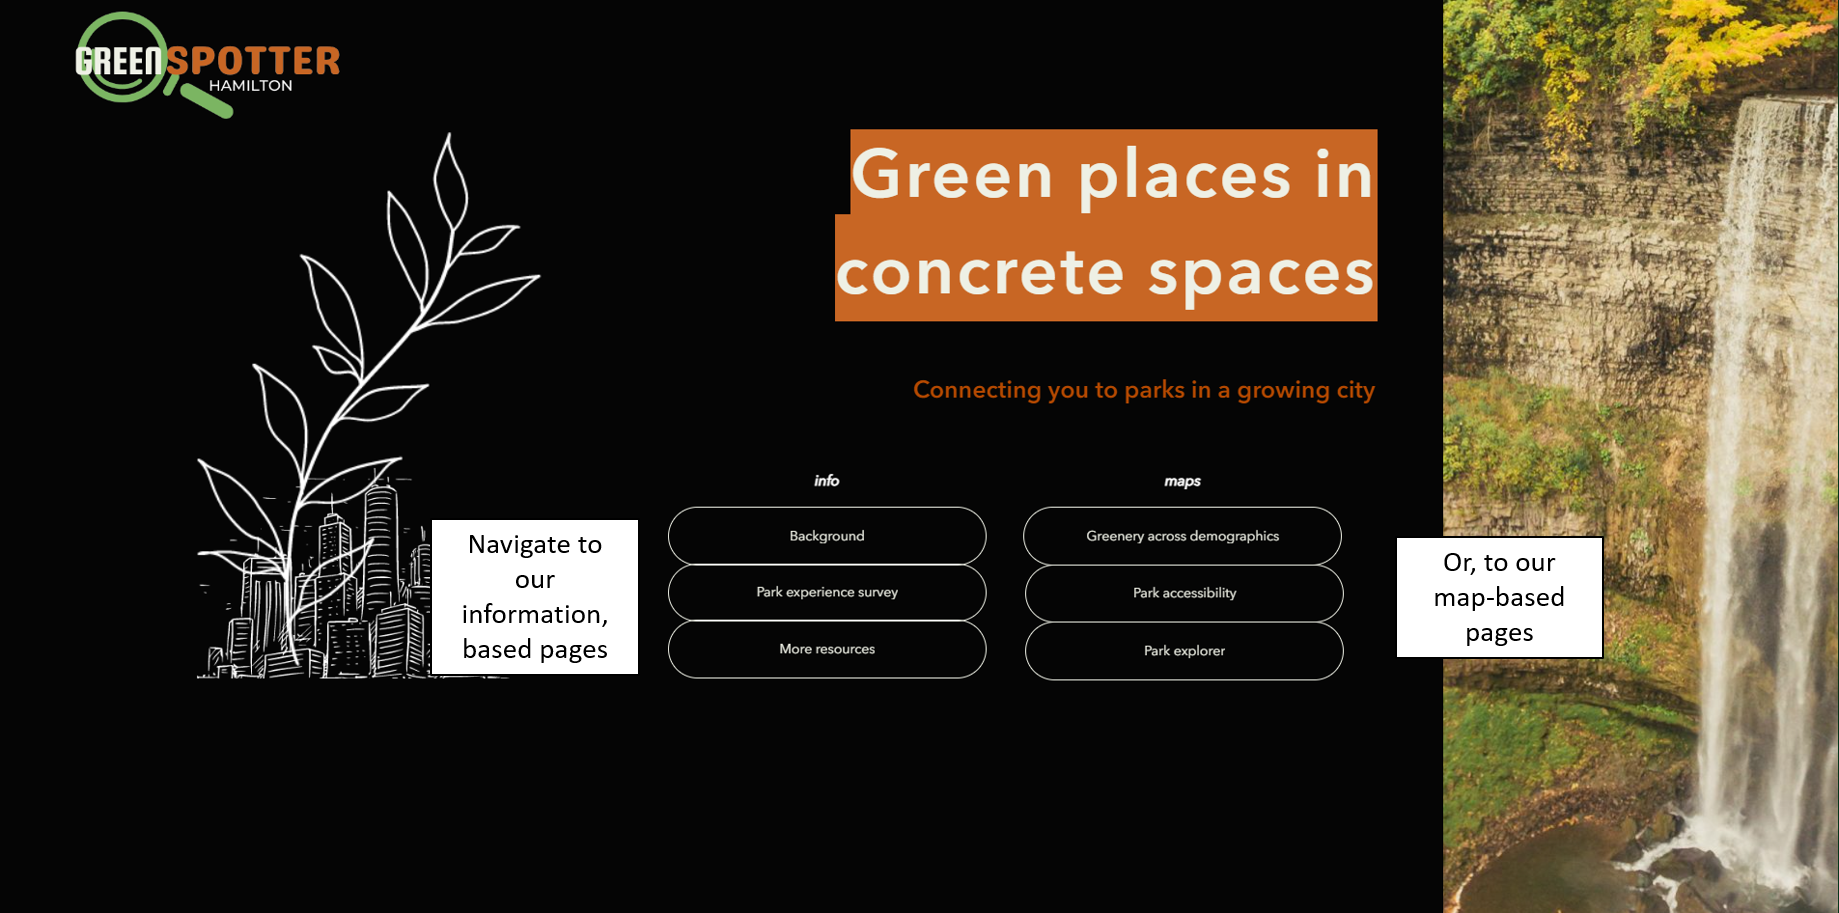 GREENSPOTTER
HAMILTON
Green places in
concrete spaces
Connecting you to parks in a growing city
info
Background
Park experience survey
More resources
maps
Greenery across demographics
Park accessibility
Park explorer
Navigate to
our
information,
based pages
Or, to our
map-based
pages